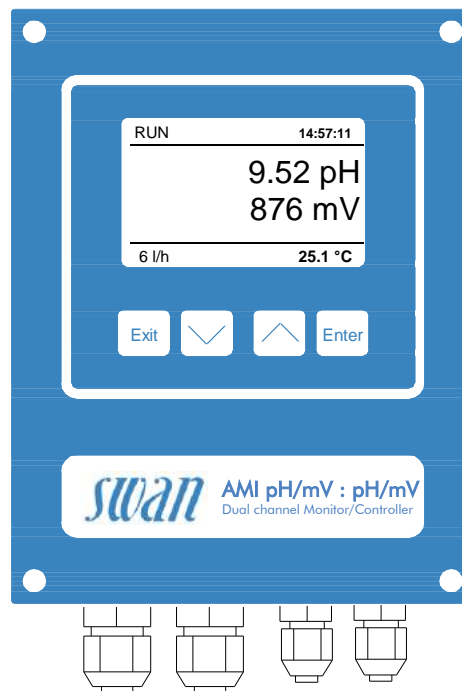 RUN 14:57:11
9.52 pH
876 mV
6 l/h 25.1 °C
Exit Enter
swan AMI pH/mV : pH/mV
Dual channel Monitor/Controller